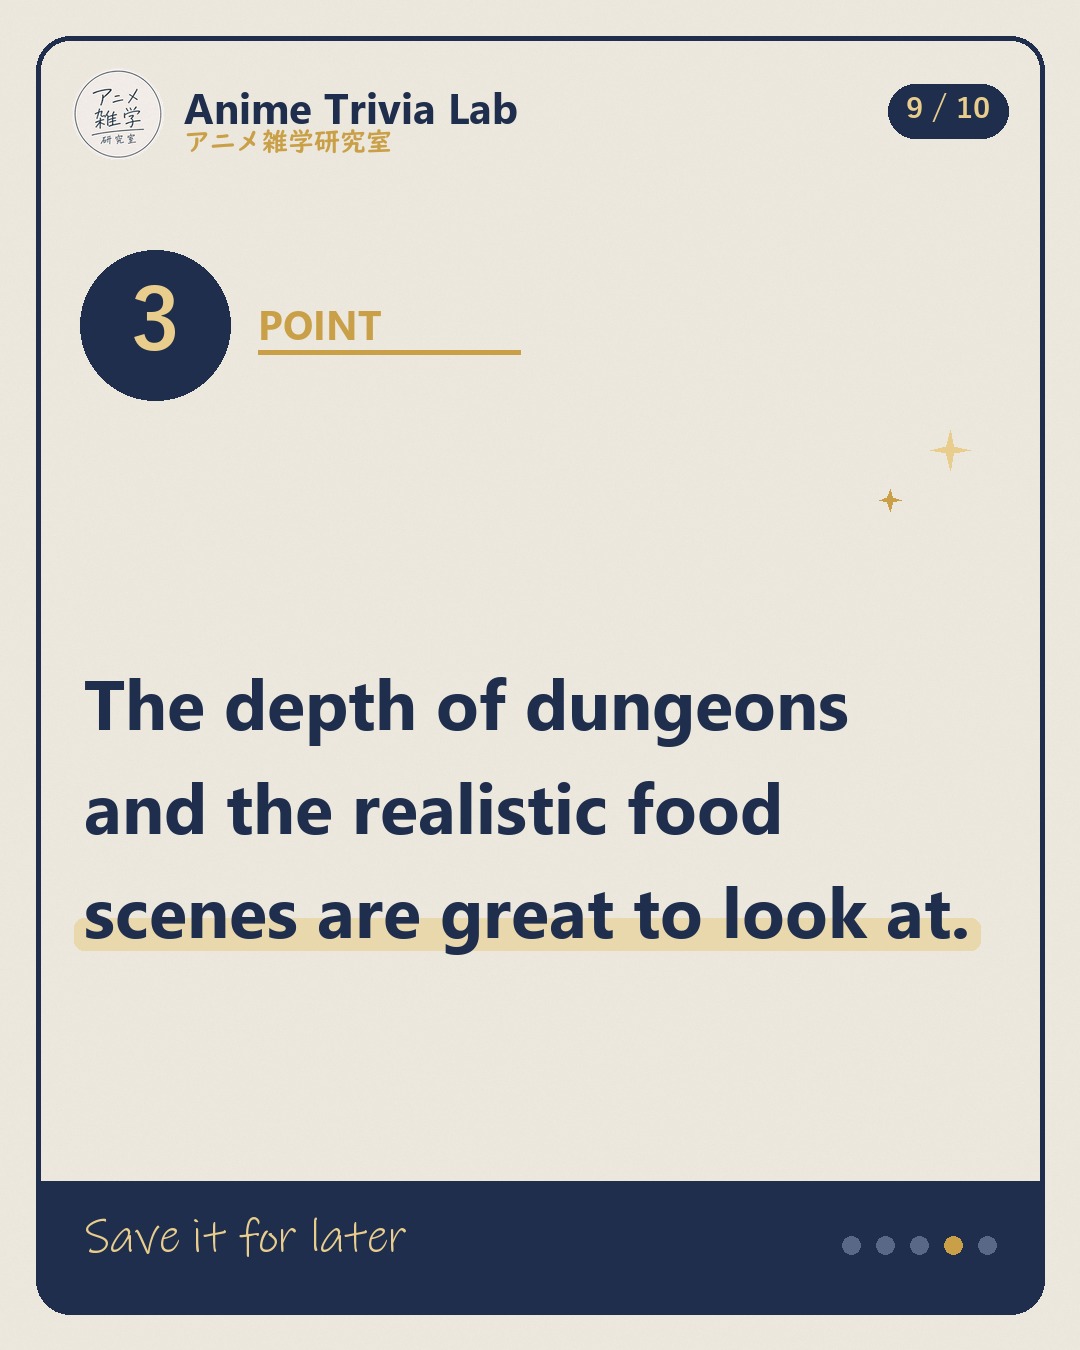 アニメ
雑学
研究室
Anime Trivia Lab
アニメ雑学研究室
9 / 10
3
POINT
The depth of dungeons
and the realistic food
scenes are great to look at.
Save it for later